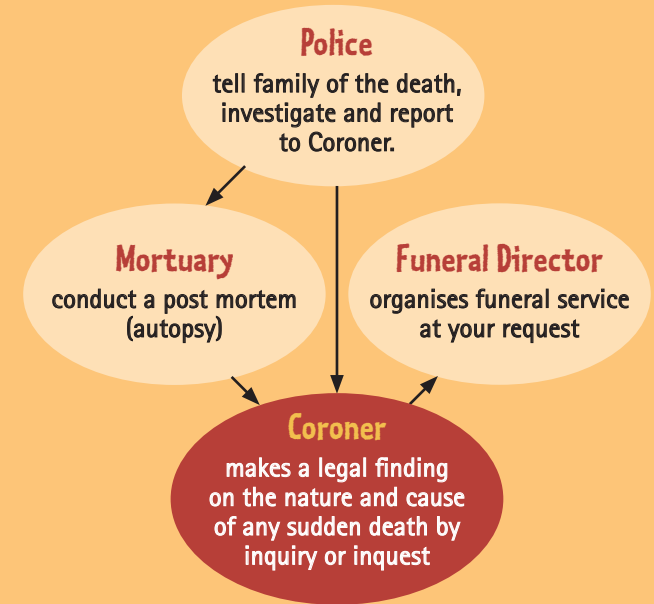 Police
tell family of the death,
investigate and report
to Coroner.
Mortuary
conduct a post mortem
(autopsy)
Funeral Director
organises funeral service
at your request
Coroner
makes a legal finding
on the nature and cause
of any sudden death by
inquiry or inquest